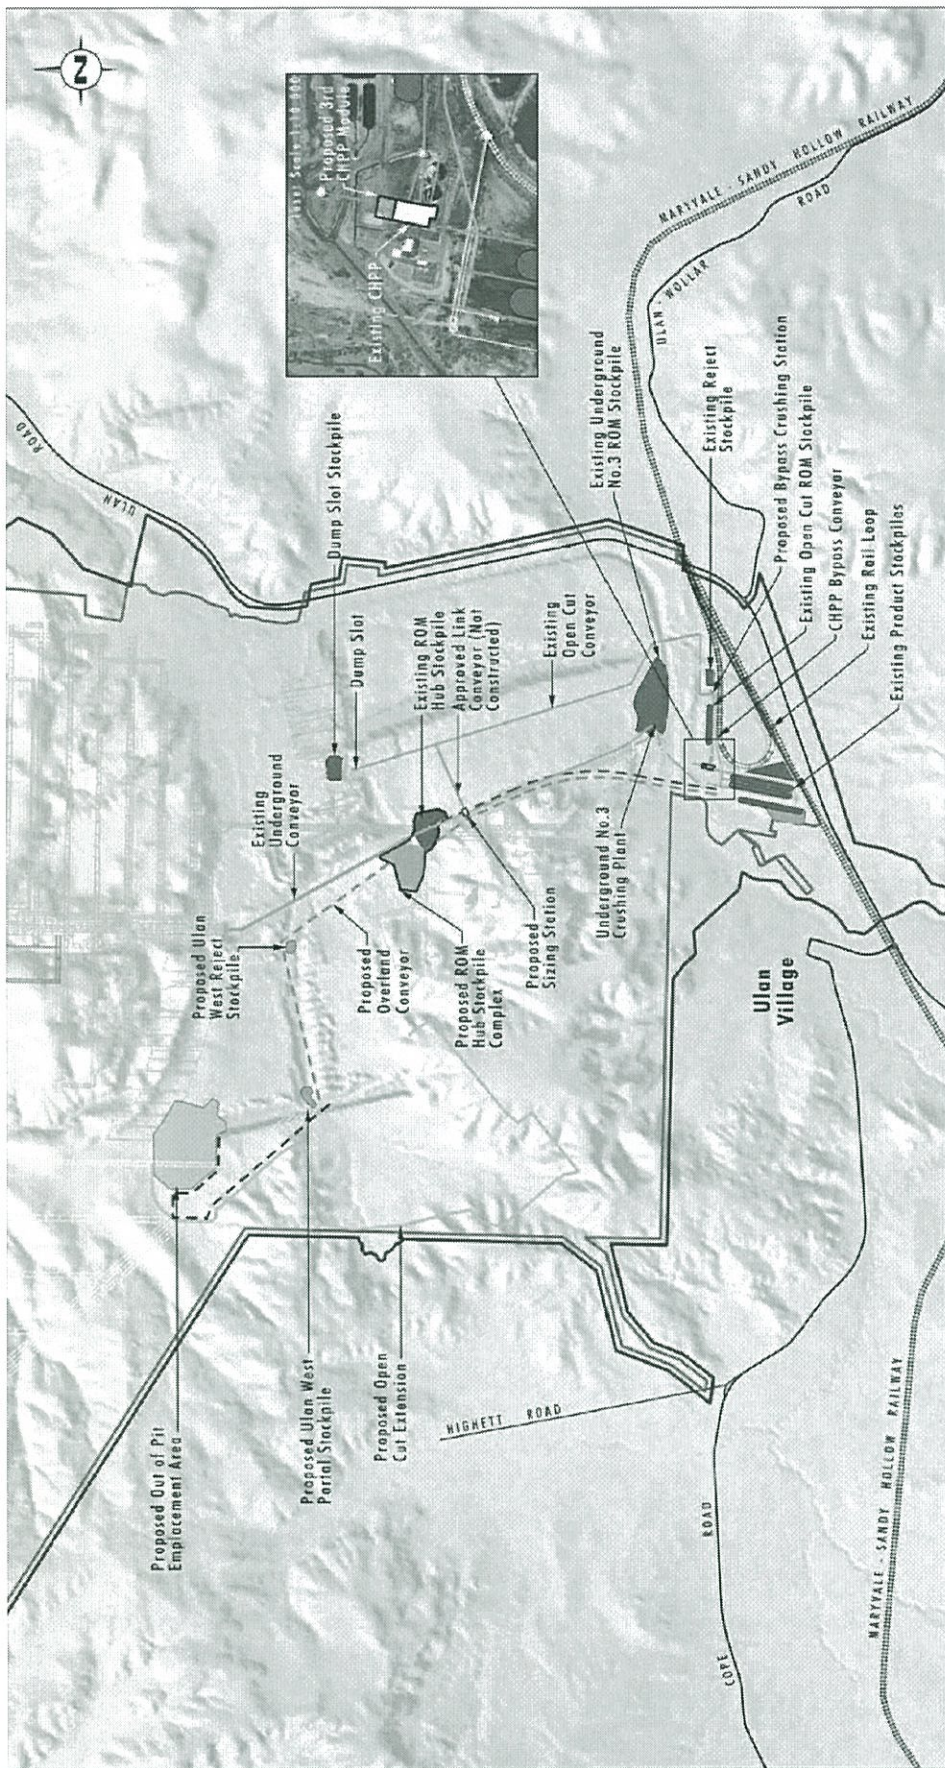 N
Inset Scale 1:10 000
Proposed 3rd
CHPP Module
Existing CHPP
ULAN
ROAD
Dump Slot Stockpile
Dump Slot
Existing
Underground
Conveyor
Proposed Ulan
West Reject
Stockpile
Existing ROM
Hub Stockpile
Approved Link
Conveyor (Not
Constructed)
Existing
Open Cut
Conveyor
Existing Underground
No.3 ROM Stockpile
MARYVALE - SANDY HOLLOW RAILWAY
ULAN - WOLLAR
ROAD
Existing Reject
Stockpile
Proposed Bypass Crushing Station
Existing Open Cut ROM Stockpile
CHPP Bypass Conveyor
Existing Rail Loop
Existing Product Stockpiles
Proposed
Overland
Conveyor
Proposed ROM
Hub Stockpile
Complex
Proposed
Sizing Station
Underground No.3
Crushing Plant
Ulan
Village
Proposed Out of Pit
Emplacement Area
Proposed Ulan West
Portal Stockpile
Proposed Open
Cut Extension
HIGHETT ROAD
COPE
ROAD
MARYVALE - SANDY HOLLOW RAILWAY